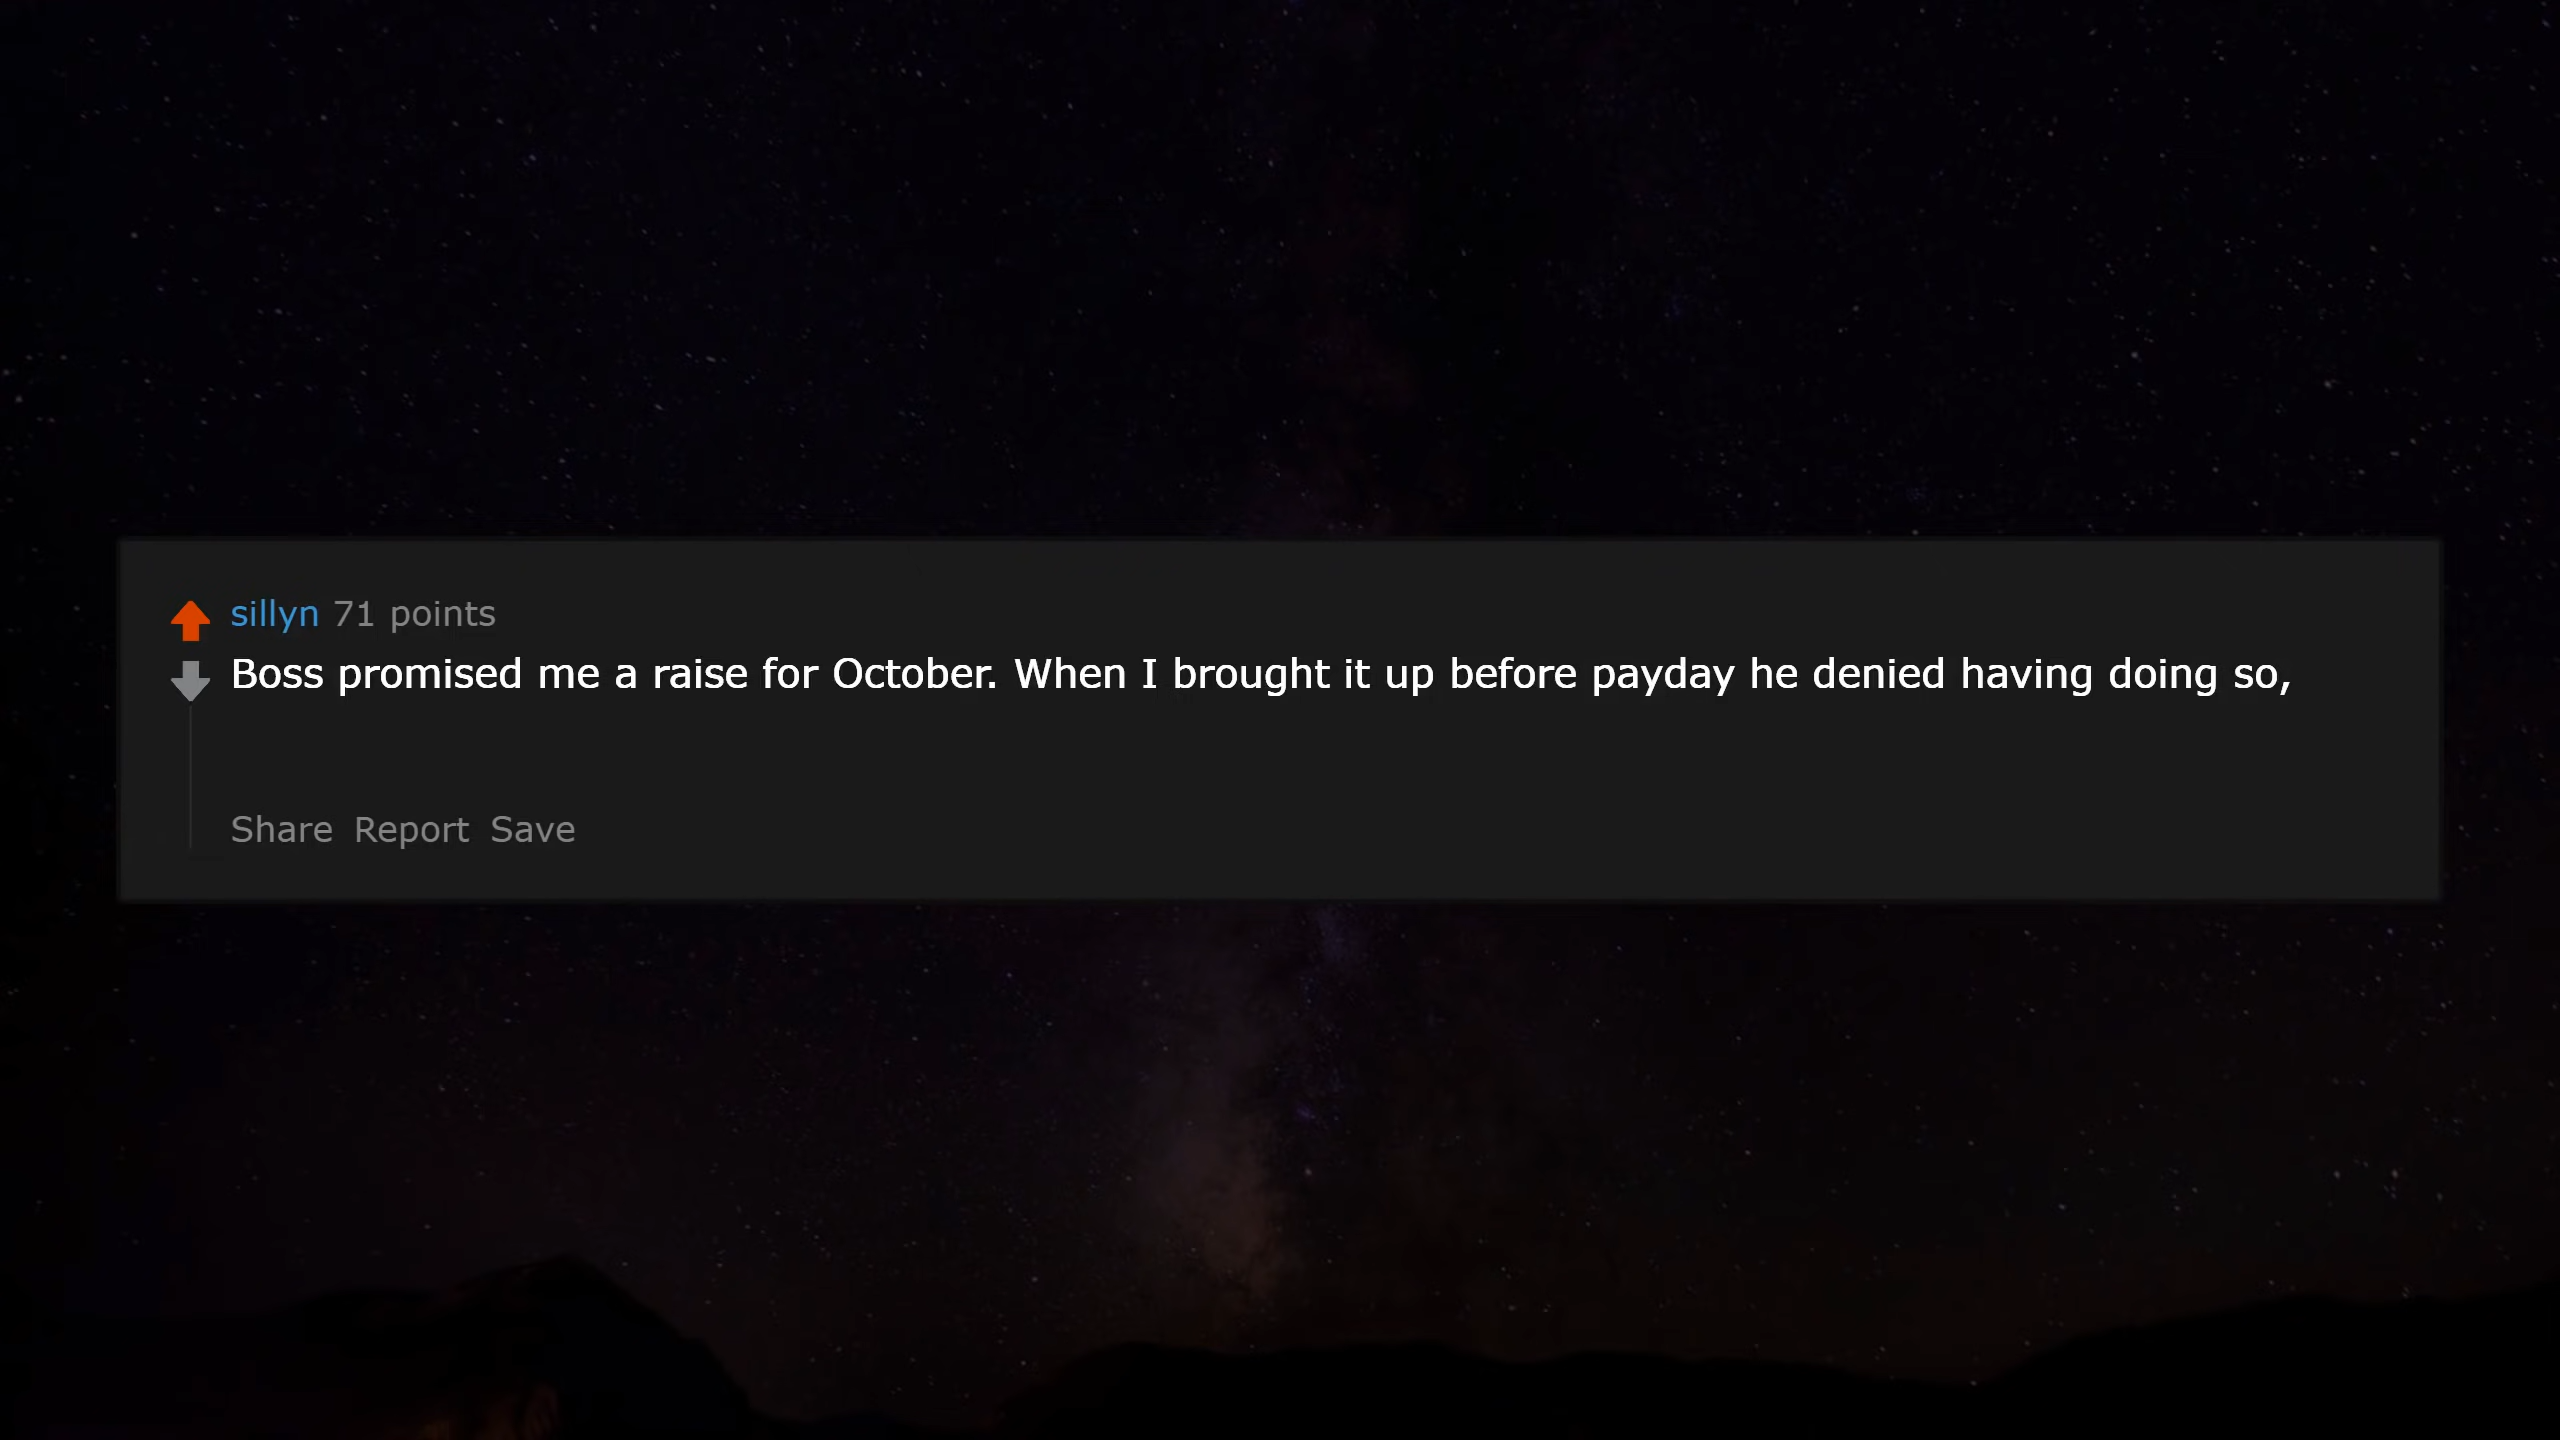 sillyn 71 points
Boss promised me a raise for October. When I brought it up before payday he denied having doing so,
Share Report Save